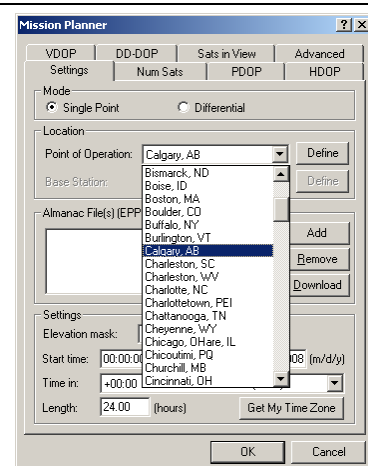 Mission Planner
VDOP DD-DOP Sats in View Advanced
Settings Num Sats PDOP HDOP
Mode
Single Point Differential
Location
Point of Operation: Calgary, AB Define
Base Station: Define
Bismarck, ND
Boise, ID
Boston, MA
Boulder, CO
Buffalo, NY
Burlington, VT
Calgary, AB
Charleston, SC
Charleston, WV
Charlotte, NC
Charlottetown, PEI
Chattanooga, TN
Cheyenne, WY
Chicago, OHare, IL
Chicoutimi, PQ
Churchill, MB
Cincinnati, OH
Almanac File(s) (EPP
Add
Remove
Download
Settings
Elevation mask:
Start time: 00:00:0 008 (m/d/y)
Time in: +00:00
Length: 24.00 (hours) Get My Time Zone
OK Cancel